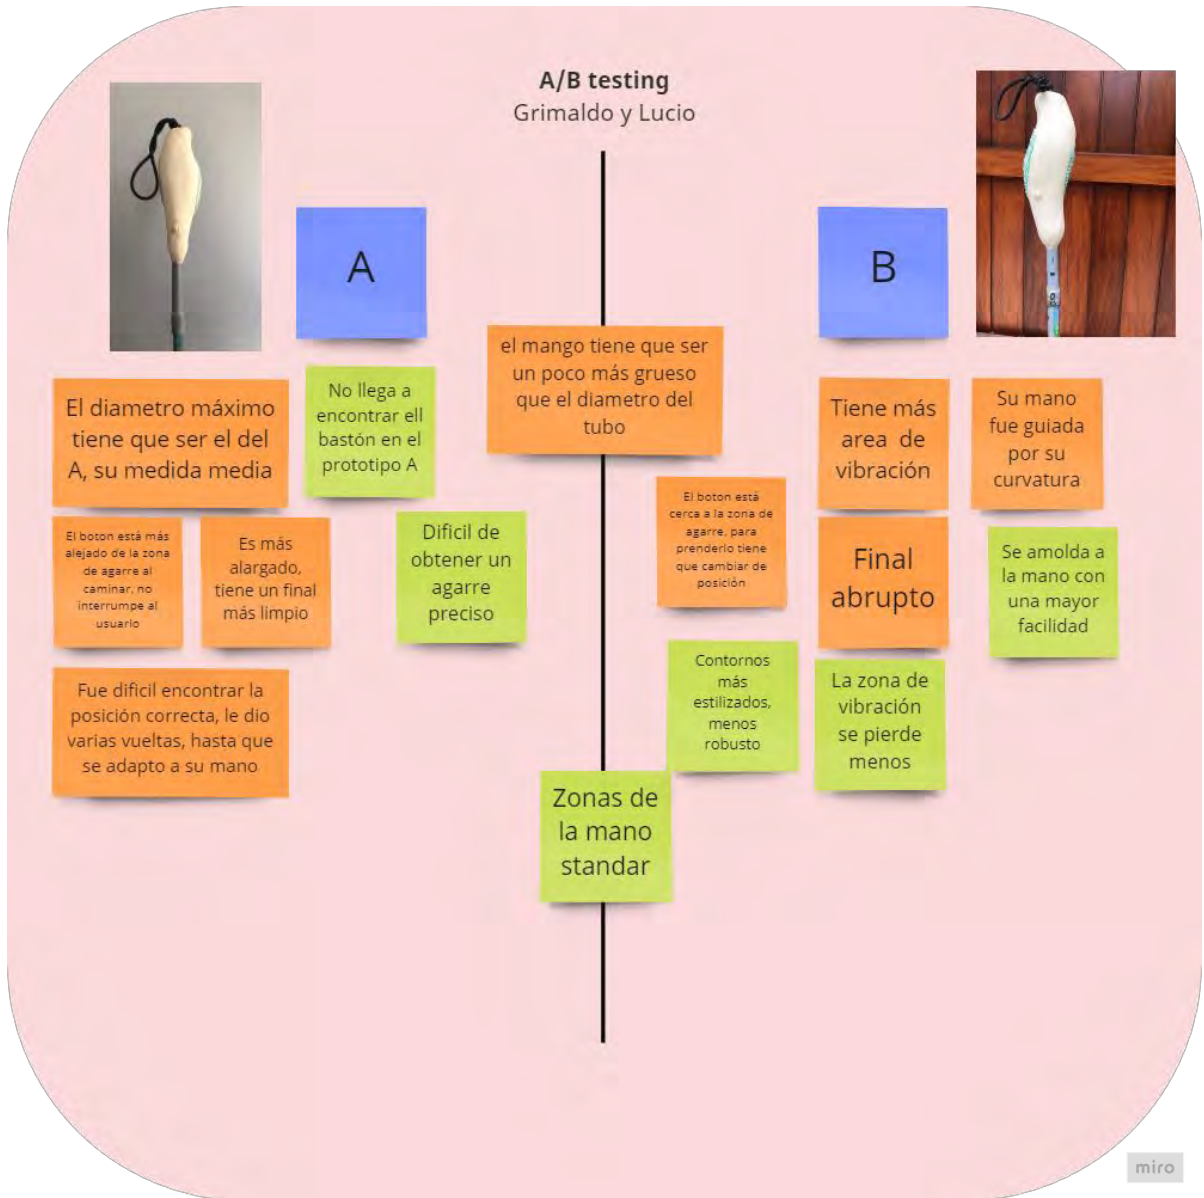 A/B testing
Grimaldo y Lucio
A
B
el mango tiene que ser
un poco más grueso
que el diametro del
tubo
El diametro máximo
tiene que ser el del
A, su medida media
No llega a
encontrar ell
bastón en el
prototipo A
El boton está más
alejado de la zona
de agarre al
caminar, no
interrumpe al
usuario
Es más
alargado,
tiene un final
más limpio
Dificil de
obtener un
agarre
preciso
Fue dificil encontrar la
posición correcta, le dio
varias vueltas, hasta que
se adapto a su mano
Tiene más
area de
vibración
Su mano
fue guiada
por su
curvatura
El boton está
cerca a la zona de
agarre, para
prenderlo tiene
que cambiar de
posición
Final
abrupto
Se amolda a
la mano con
una mayor
facilidad
Contornos
más
estilizados,
menos
robusto
La zona de
vibración
se pierde
menos
Zonas de
la mano
standar
miro